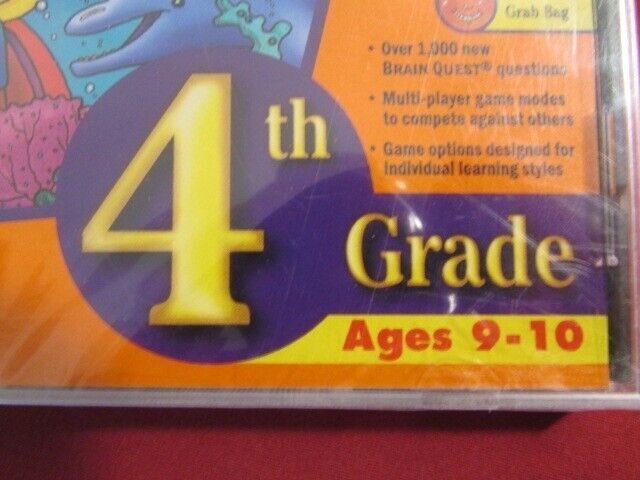 Grab Bag
• Over 1,000 new
BRAIN QUEST® questions
• Multi-player game modes
to compete against others
• Game options designed for
individual learning styles
4th
Grade
Ages 9-10